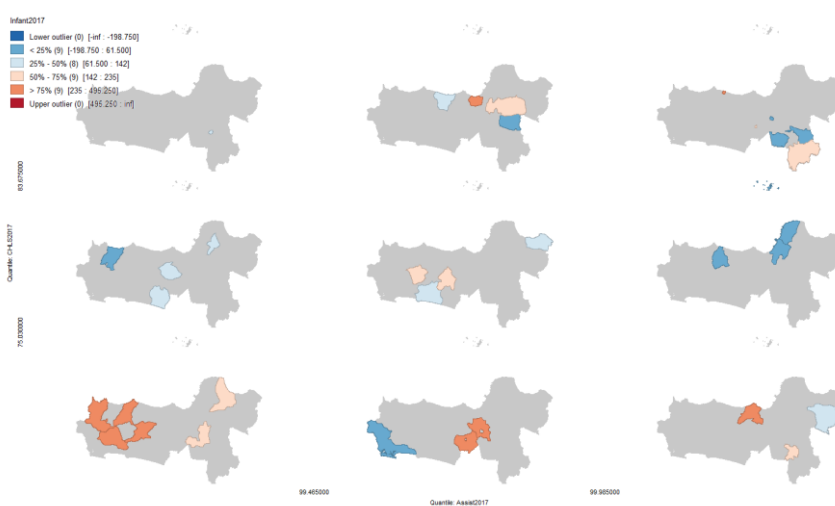 Infant2017
Lower outlier (0) [-inf : -198.750]
< 25% (9) [-198.750 : 61.500]
25% - 50% (8) [61.500 : 142]
50% - 75% (9) [142 : 235]
> 75% (9) [235 : 495.250]
Upper outlier (0) [495.250 : inf]
83.675000
Quantile: CHLS2017
75.030000
99.465000
99.985000
Quantile: Assist2017